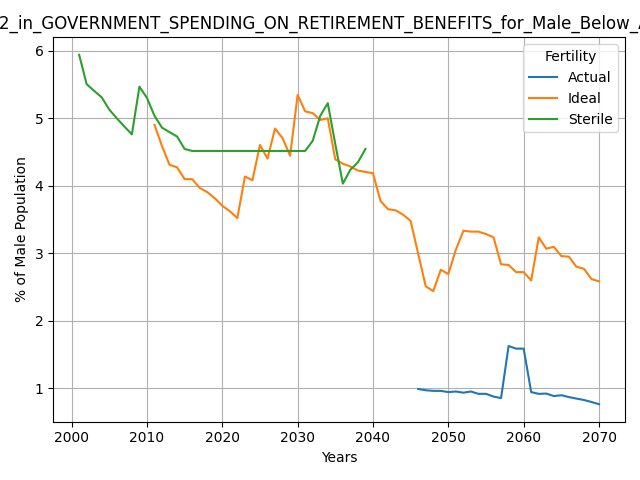 2_in_GOVERNMENT_SPENDING_ON_RETIREMENT_BENEFITS_for_Male_Below_
Fertility
Actual
Ideal
Sterile
% of Male Population
6
5
4
3
2
1
2000 2010 2020 2030 2040 2050 2060 2070
Years